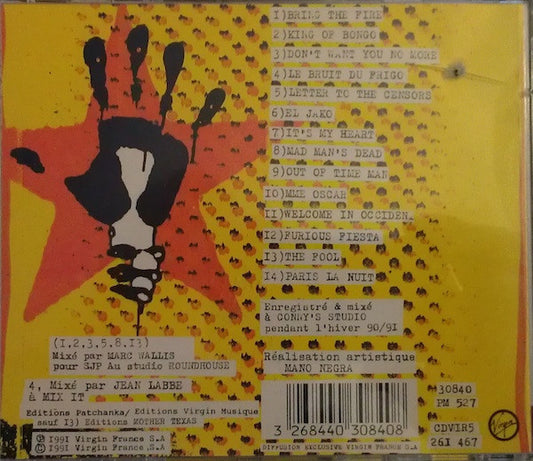 1)BRING THE FIRE
2)KING OF BONGO
3)DON'T WANT YOU NO MORE
4)LE BRUIT DU FRIGO
5)LETTER TO THE CENSORS
6)EL JAKO
7)IT'S MY HEART
8)MAD MAN'S DEAD
9)OUT OF TIME MAN
10)MME OSCAR
11)WELCOME IN OCCIDEN.
12)FURIOUS FIESTA
13)THE FOOL
14)PARIS LA NUIT
Enregistré & mixé
à CONNY'S STUDIO
pendant l'hiver 90/91
Réalisation artistique
MANO NEGRA
(1.2,3,5.8.13)
Mixé par MARC WALLIS
pour SJP Au studio ROUNDHOUSE
4, Mixé par JEAN LABBE
à MIX IT
Editions Patchanka/ Editions Virgin Musique
sauf 13) Editions MOTHER TEXAS
℗ 1991 Virgin France S.A
© 1991 Virgin France.S.A
3 268440 308408
DIFFUSION EXCLUSIVE VIRGIN FRANCE S.A
30840
PM 527
CDVIR5
261 467
Virgin